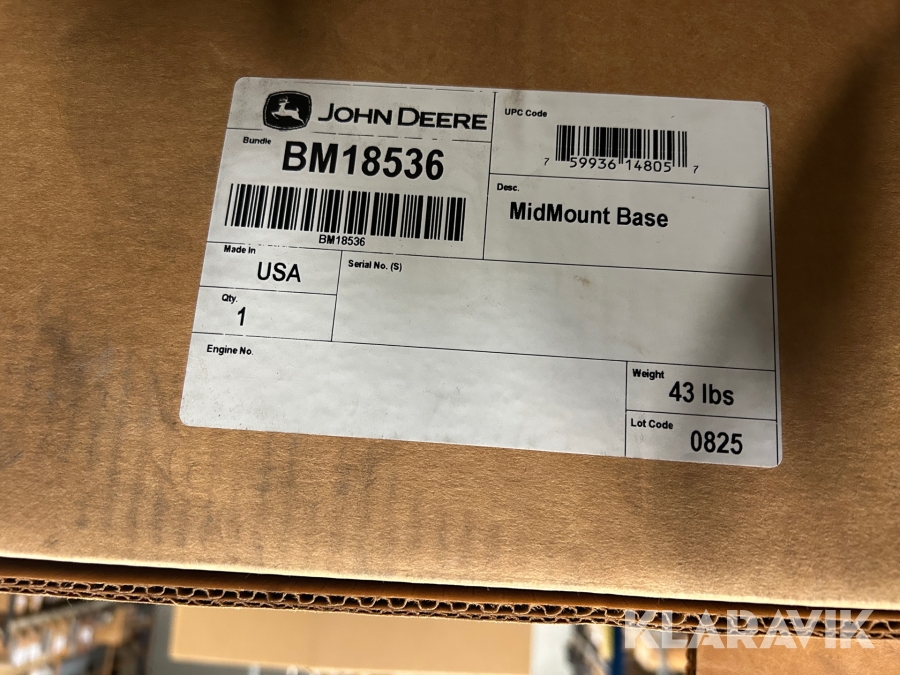 JOHN DEERE
Bundle
BM18536
BM18536
UPC Code
7 59936 14805 7
Desc.
MidMount Base
Made In
USA
Serial No. (S)
Qty.
1
Engine No.
Weight
43 lbs
Lot Code
0825
KLARAVIK